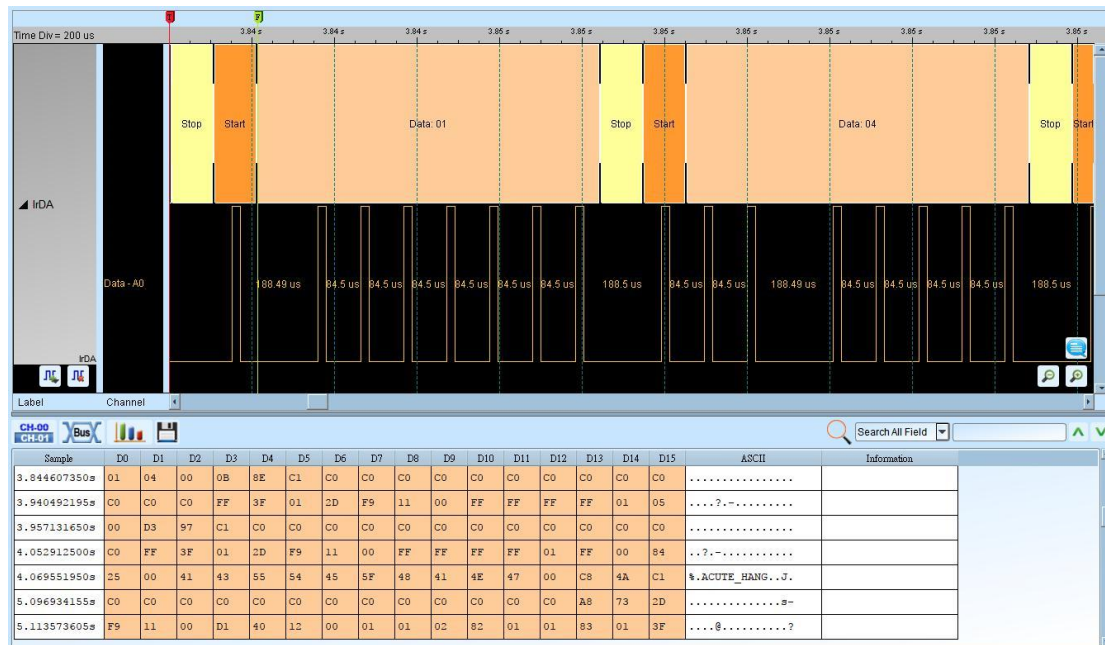 Time Div = 200 us
T F
3.84 s 3.84 s 3.84 s 3.85 s 3.85 s 3.85 s 3.85 s 3.85 s 3.85 s 3.85 s 3.85 s
Stop Start Data: 01 Stop Start Data: 04 Stop Start
IrDA
Data - A0 188.49 us 84.5 us 84.5 us 84.5 us 84.5 us 84.5 us 84.5 us 188.5 us 84.5 us 84.5 us 188.49 us 84.5 us 84.5 us 84.5 us 84.5 us 188.5 us
IrDA
Label Channel
CH-00 CH-01 Bus Search All Field
Sample D0 D1 D2 D3 D4 D5 D6 D7 D8 D9 D10 D11 D12 D13 D14 D15 ASCII Information
3.844607350s 01 04 00 0B 8E C1 C0 C0 C0 C0 C0 C0 C0 C0 C0 C0 ................
3.940492195s C0 C0 C0 FF 3F 01 2D F9 11 00 FF FF FF FF 01 05 ....?.-.........
3.957131650s 00 D3 97 C1 C0 C0 C0 C0 C0 C0 C0 C0 C0 C0 C0 C0 ................
4.052912500s C0 FF 3F 01 2D F9 11 00 FF FF FF FF 01 FF 00 84 ..?.-...........
4.069551950s 25 00 41 43 55 54 45 5F 48 41 4E 47 00 C8 4A C1 %.ACUTE_HANG..J.
5.096934155s C0 C0 C0 C0 C0 C0 C0 C0 C0 C0 C0 C0 C0 A8 73 2D ..............s-
5.113573605s F9 11 00 D1 40 12 00 01 01 02 82 01 01 83 01 3F ....@..........?